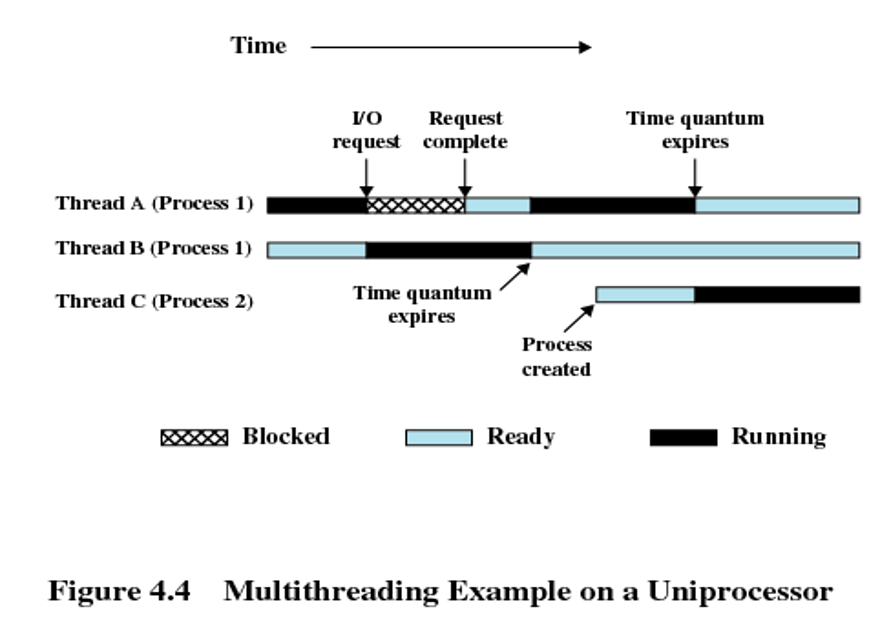 Time
I/O
request
Request
complete
Time quantum
expires
Thread A (Process 1)
Thread B (Process 1)
Time quantum
expires
Thread C (Process 2)
Process
created
Blocked
Ready
Running
Figure 4.4 Multithreading Example on a Uniprocessor